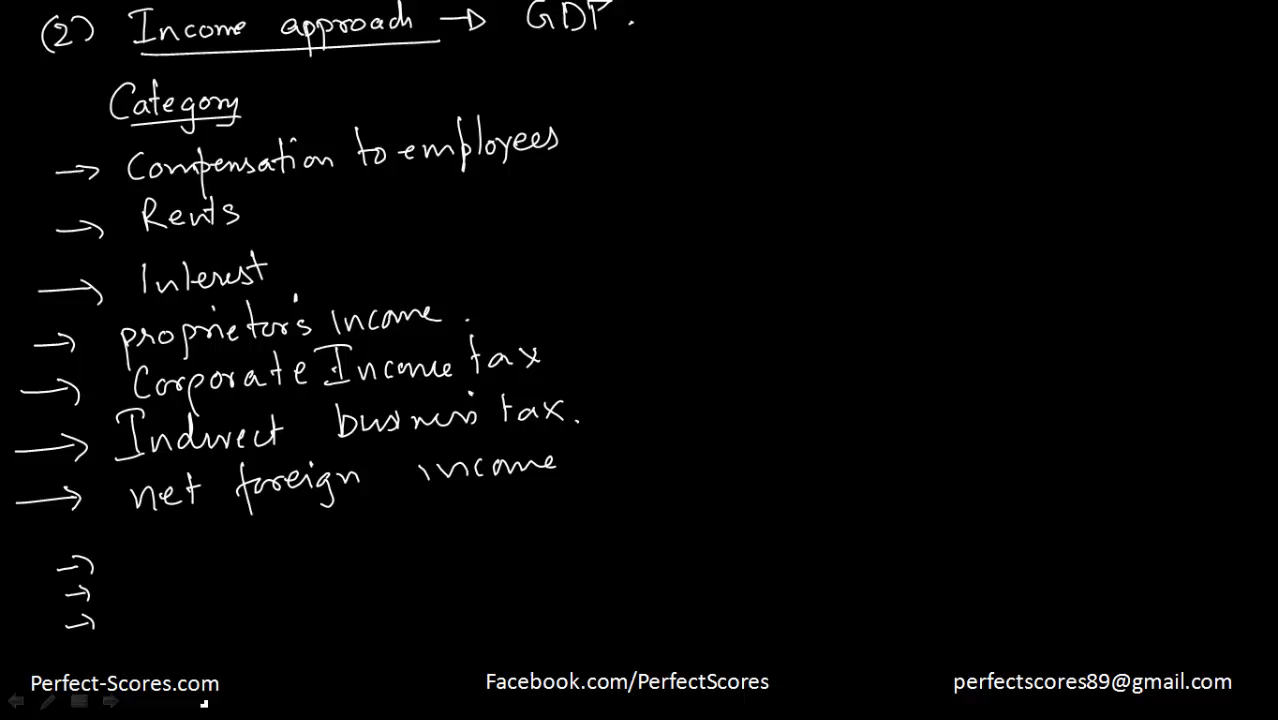 (2) Income approach → GDP.
Category
→ Compensation to employees
→ Rents
→ Interest
→ proprietor's income.
→ Corporate Income tax
→ Indirect business tax.
→ net foreign income
→
→
→
Perfect-Scores.com Facebook.com/PerfectScores perfectscores89@gmail.com